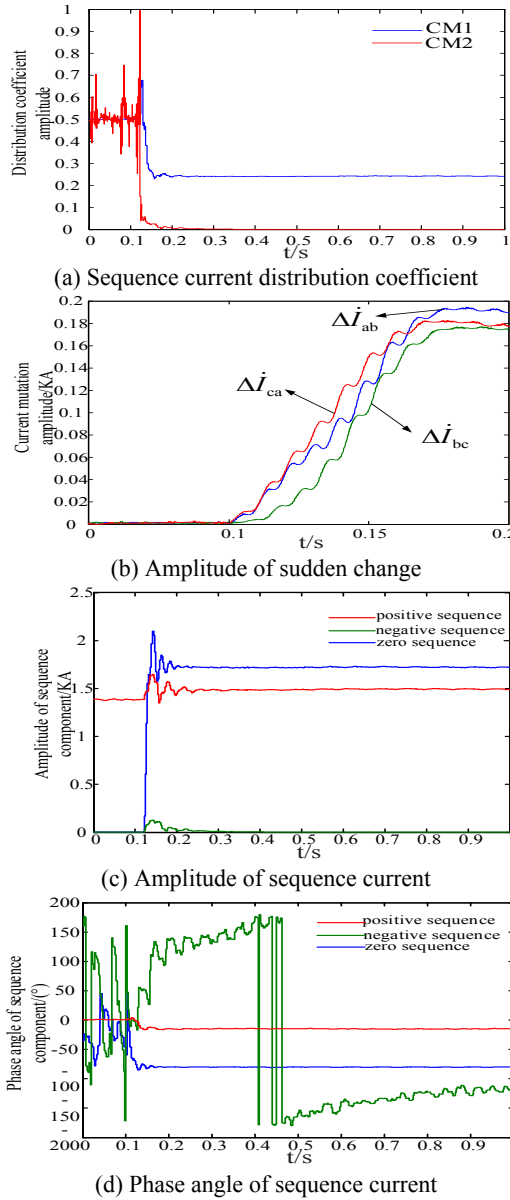 1
0.9
0.8
0.7
0.6
0.5
0.4
0.3
0.2
0.1
0
Distribution coefficient
amplitude
CM1
CM2
0 0.1 0.2 0.3 0.4 0.5 0.6 0.7 0.8 0.9 1
t/s
(a) Sequence current distribution coefficient
0.2
0.18
0.16
0.14
0.12
0.1
0.08
0.06
0.04
0.02
0
Current mutation
amplitude/KA
Δİab
Δİca
Δİbc
0 0.1 0.15 0.2
t/s
(b) Amplitude of sudden change
2.5
2
1.5
1
0.5
0
Amplitude of sequence
component/KA
positive sequence
negative sequence
zero sequence
0 0.1 0.2 0.3 0.4 0.5 0.6 0.7 0.8 0.9
t/s
(c) Amplitude of sequence current
200
150
100
50
0
-50
-
100
-
150
-
200
Phase angle of sequence
component/(°)
positive sequence
negative sequence
zero sequence
0 0.1 0.2 0.3 0.4 0.5 0.6 0.7 0.8 0.9
t/s
(d) Phase angle of sequence current